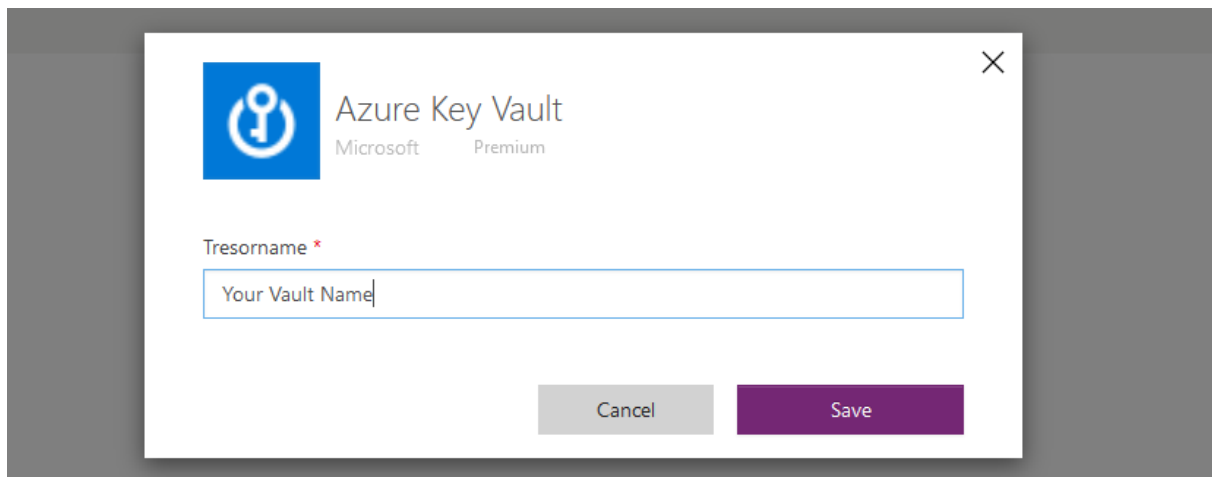 Azure Key Vault
Microsoft Premium
Tresorname *
Your Vault Name
Cancel Save